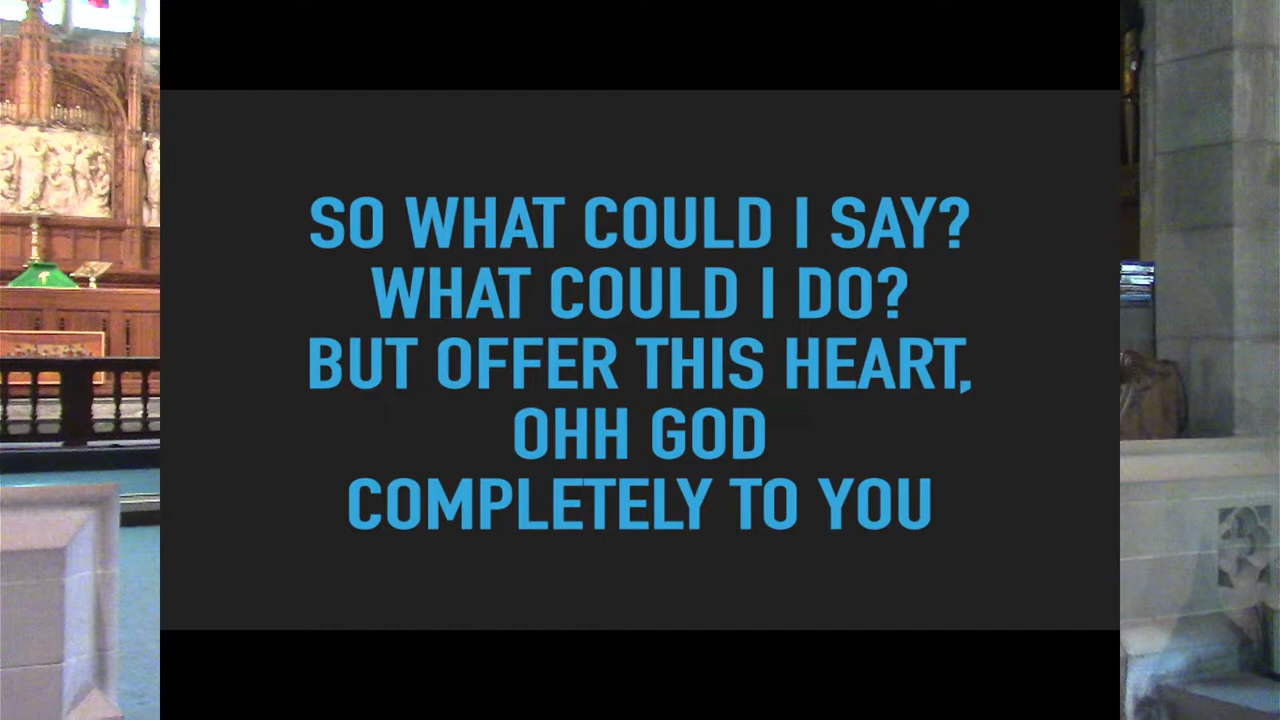 SO WHAT COULD I SAY?
WHAT COULD I DO?
BUT OFFER THIS HEART,
OHH GOD
COMPLETELY TO YOU